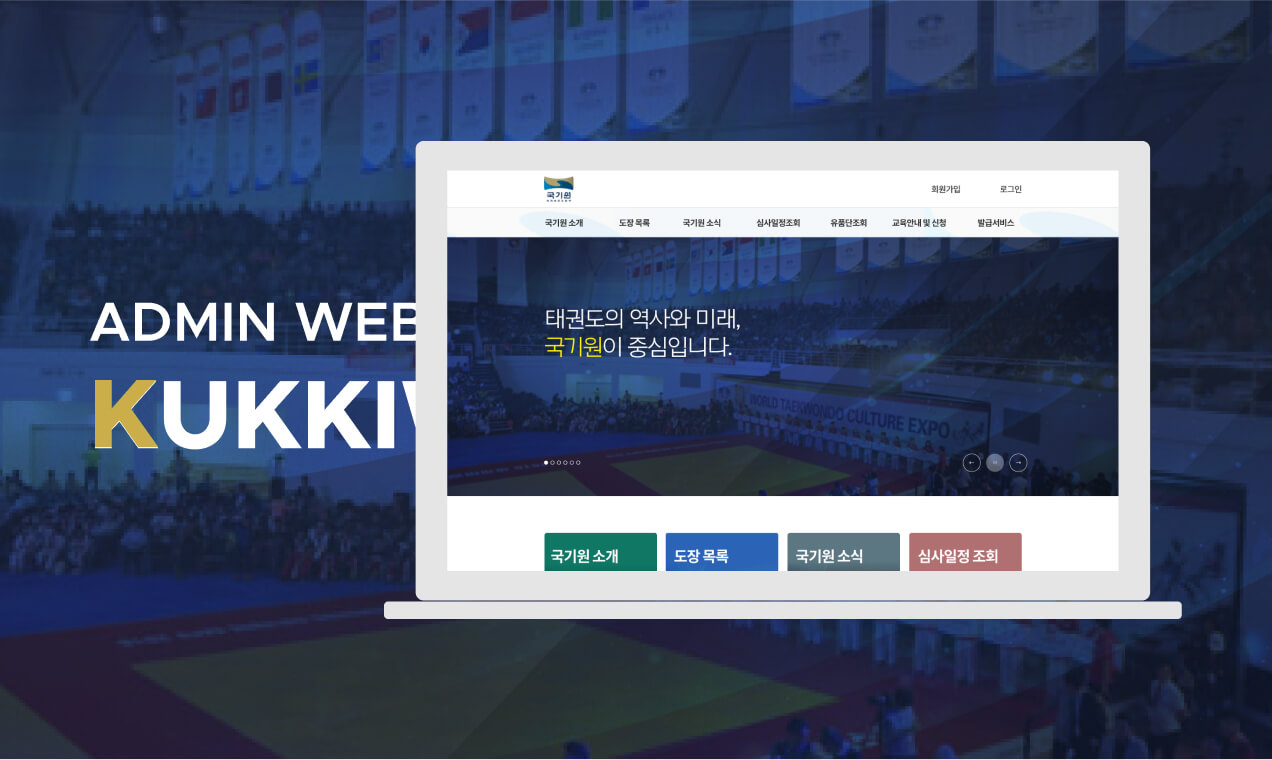 ADMIN WEB
KUKKIW
국기원
회원가입 로그인
국기원 소개 도장 목록 국기원 소식 심사일정조회 유품단조회 교육안내 및 신청 발급서비스
태권도의 역사와 미래,
국기원이 중심입니다.
WORLD TAEKWONDO CULTURE EXPO
국기원 소개 도장 목록 국기원 소식 심사일정 조회